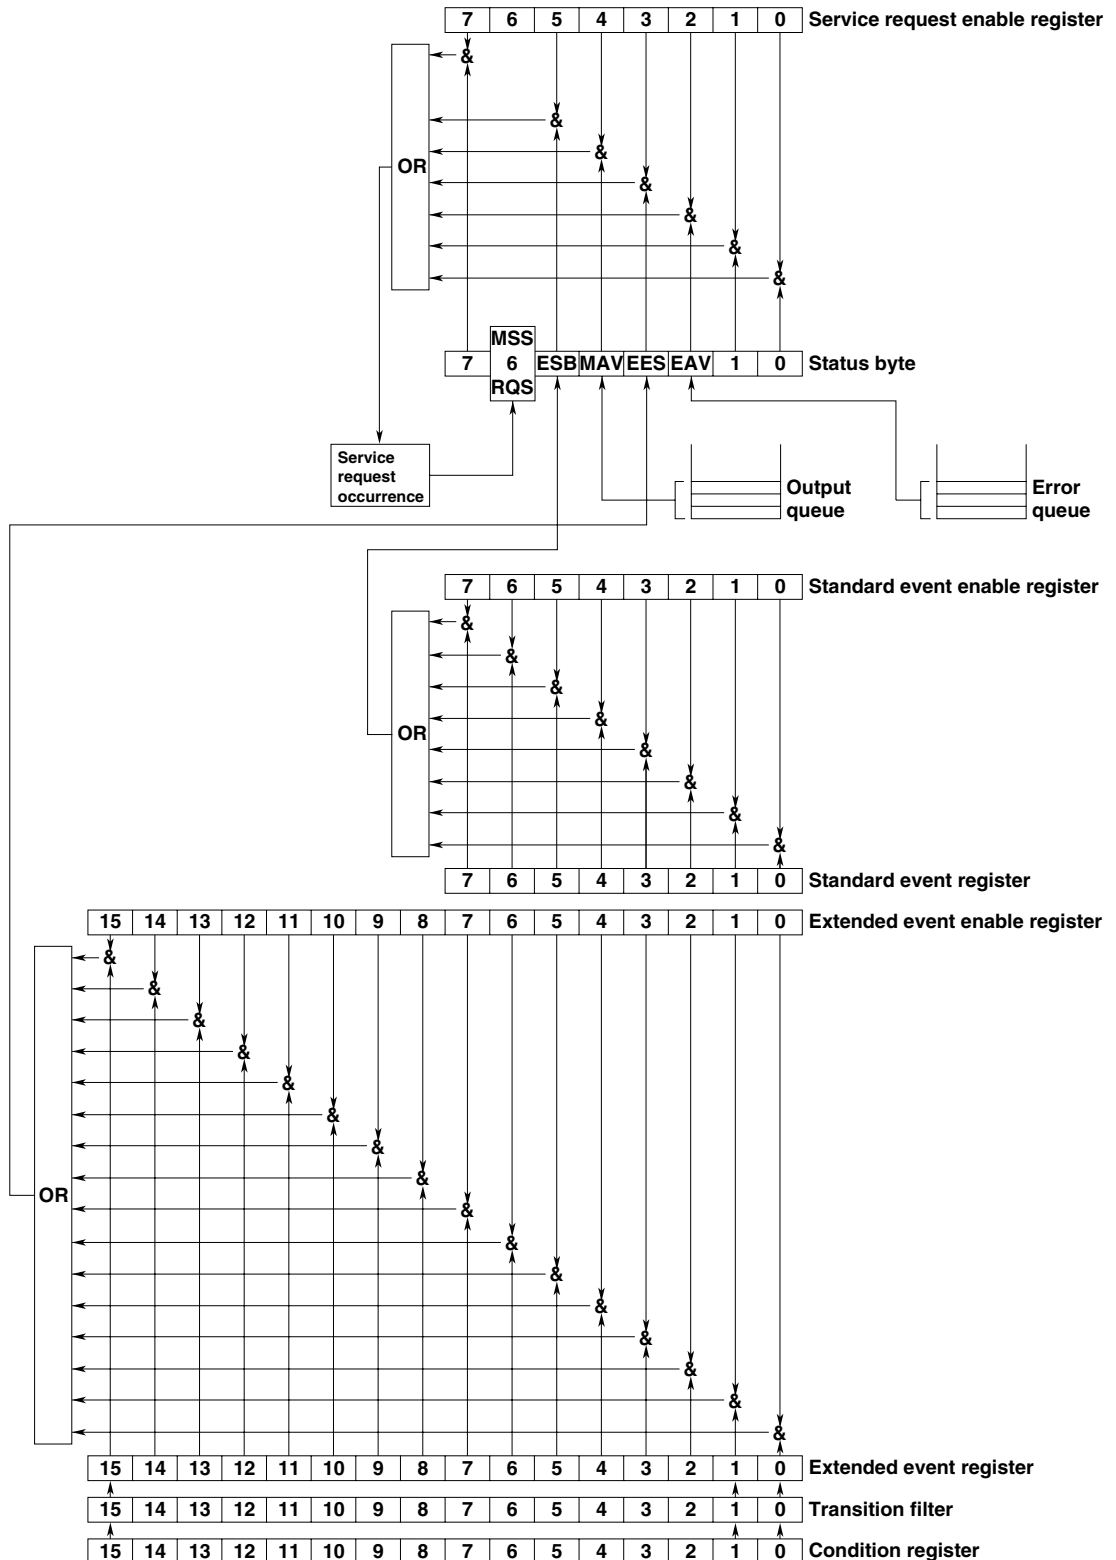 7 6 5 4 3 2 1 0 Service request enable register
&
&
&
OR
&
&
&
&
MSS
7 6 ESB MAV EES EAV 1 0 Status byte
RQS
Service
request
occurrence
Output
queue
Error
queue
7 6 5 4 3 2 1 0 Standard event enable register
&
&
&
&
OR
&
&
&
&
7 6 5 4 3 2 1 0 Standard event register
15 14 13 12 11 10 9 8 7 6 5 4 3 2 1 0 Extended event enable register
&
&
&
&
&
&
&
&
OR
&
&
&
&
&
&
&
&
15 14 13 12 11 10 9 8 7 6 5 4 3 2 1 0 Extended event register
15 14 13 12 11 10 9 8 7 6 5 4 3 2 1 0 Transition filter
15 14 13 12 11 10 9 8 7 6 5 4 3 2 1 0 Condition register